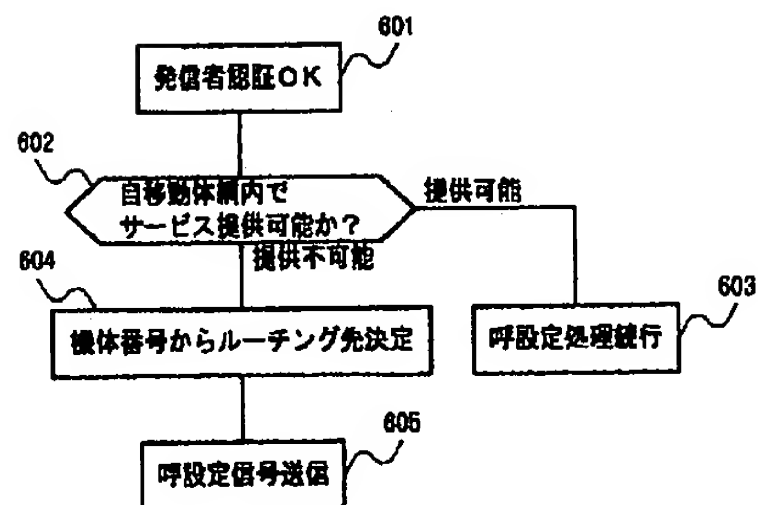 601
発信者認証OK
602
自移動体網内で
サービス提供可能か?
提供可能
提供不可能
604
機体番号からルーチング先決定
603
呼設定処理続行
605
呼設定信号送信